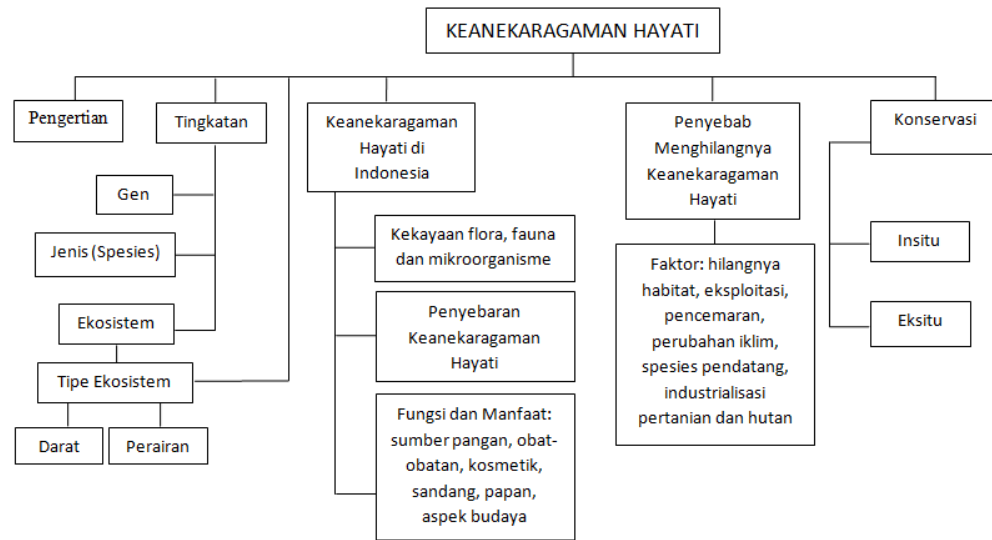 KEANEKARAGAMAN HAYATI
Pengertian
Tingkatan
Gen
Jenis (Spesies)
Ekosistem
Tipe Ekosistem
Darat
Perairan
Keanekaragaman
Hayati di
Indonesia
Kekayaan flora, fauna
dan mikroorganisme
Penyebaran
Keanekaragaman
Hayati
Fungsi dan Manfaat:
sumber pangan, obat-
obatan, kosmetik,
sandang, papan,
aspek budaya
Penyebab
Menghilangnya
Keanekaragaman
Hayati
Faktor: hilangnya
habitat, eksploitasi,
pencemaran,
perubahan iklim,
spesies pendatang,
industrialisasi
pertanian dan hutan
Konservasi
Insitu
Eksitu